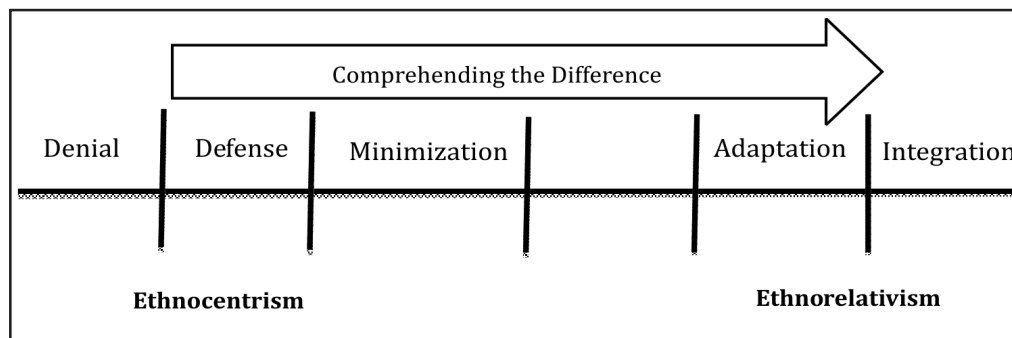 Comprehending the Difference
Denial Defense Minimization Adaptation Integration
Ethnocentrism Ethnorelativism